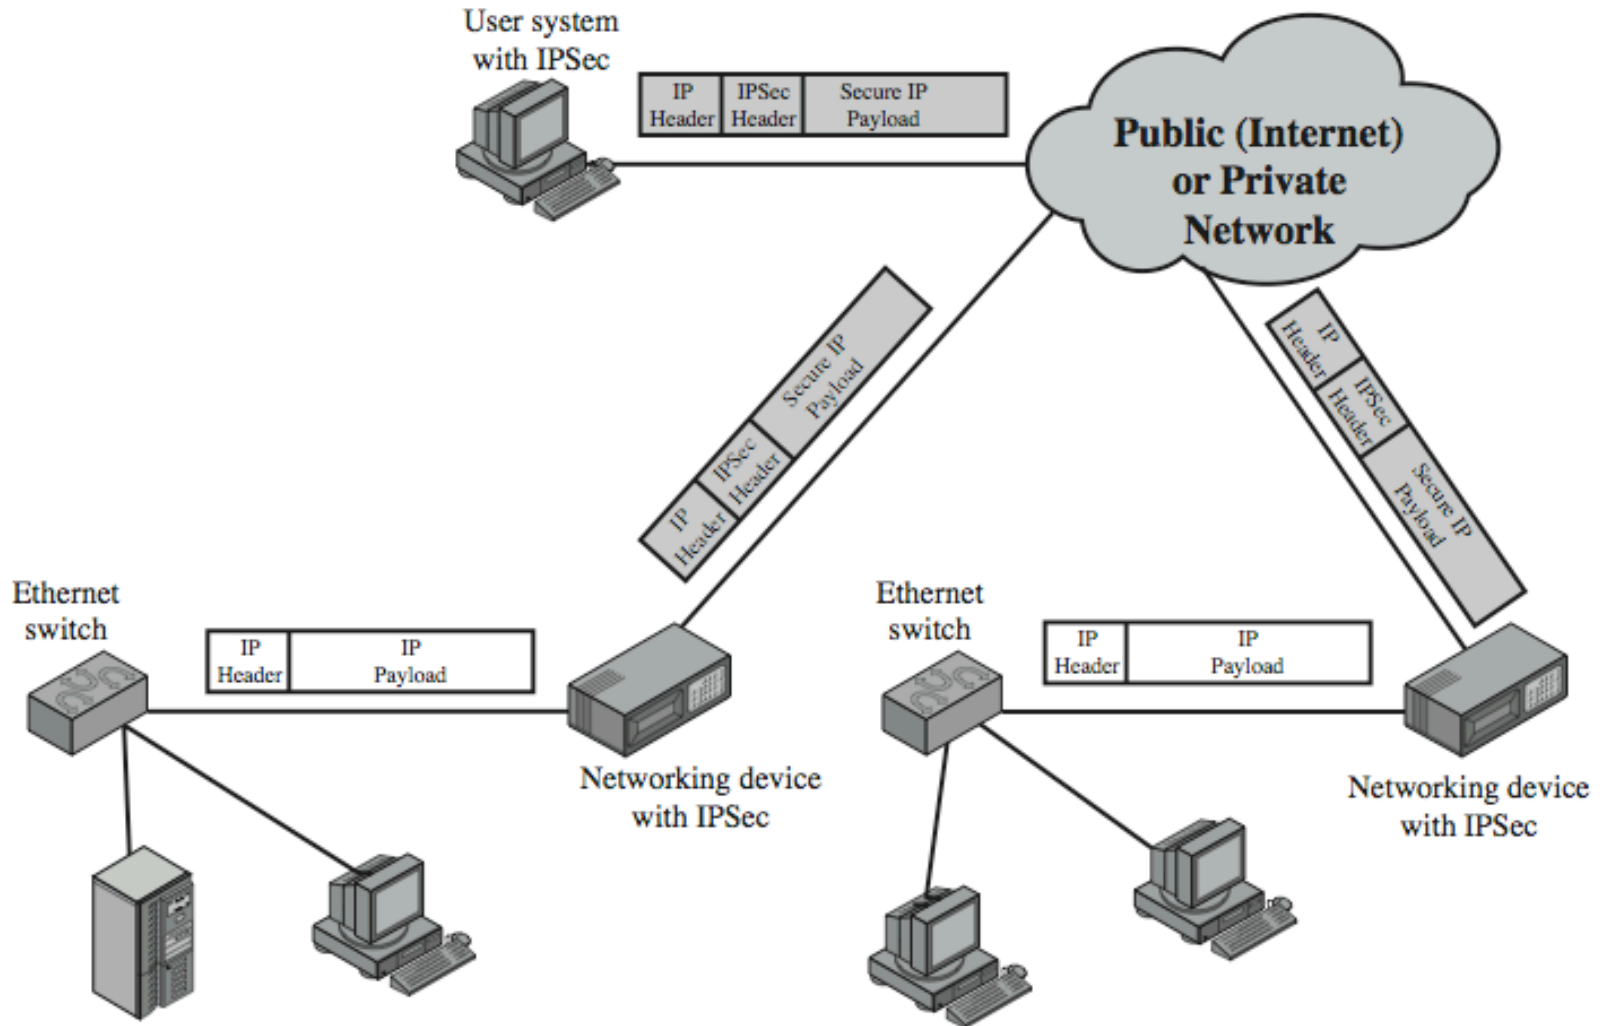 User system
with IPSec
IP
Header
IPSec
Header
Secure IP
Payload
Public (Internet)
or Private
Network
IP
Header
IPSec
Header
Secure IP
Payload
IP
Header
IPSec
Header
Secure IP
Payload
Ethernet
switch
IP
Header
IP
Payload
Networking device
with IPSec
Ethernet
switch
IP
Header
IP
Payload
Networking device
with IPSec